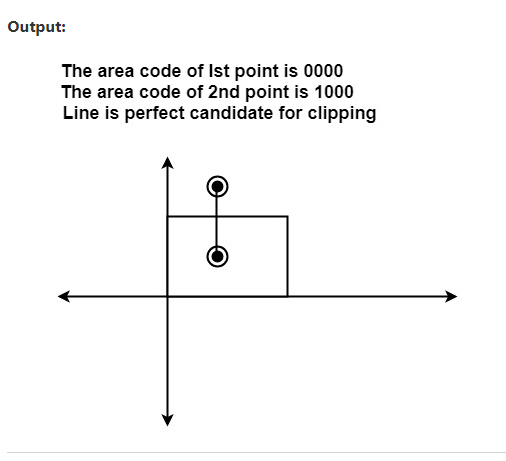 Output:
The area code of Ist point is 0000
The area code of 2nd point is 1000
Line is perfect candidate for clipping